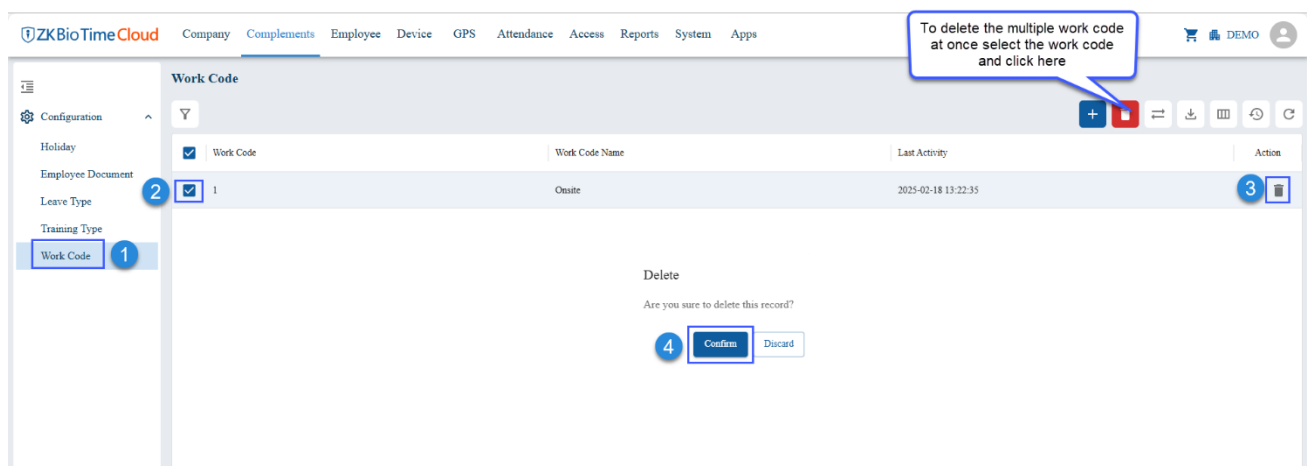 ZKBioTime Cloud
Company Complements Employee Device GPS Attendance Access Reports System Apps
To delete the multiple work code
at once select the work code
and click here
DEMO
Work Code
Configuration
Holiday
Employee Document
Leave Type
Training Type
Work Code
1
Work Code Work Code Name Last Activity Action
2
1 Onsite 2025-02-18 13:22:35
3
Delete
Are you sure to delete this record?
4
Confirm Discard